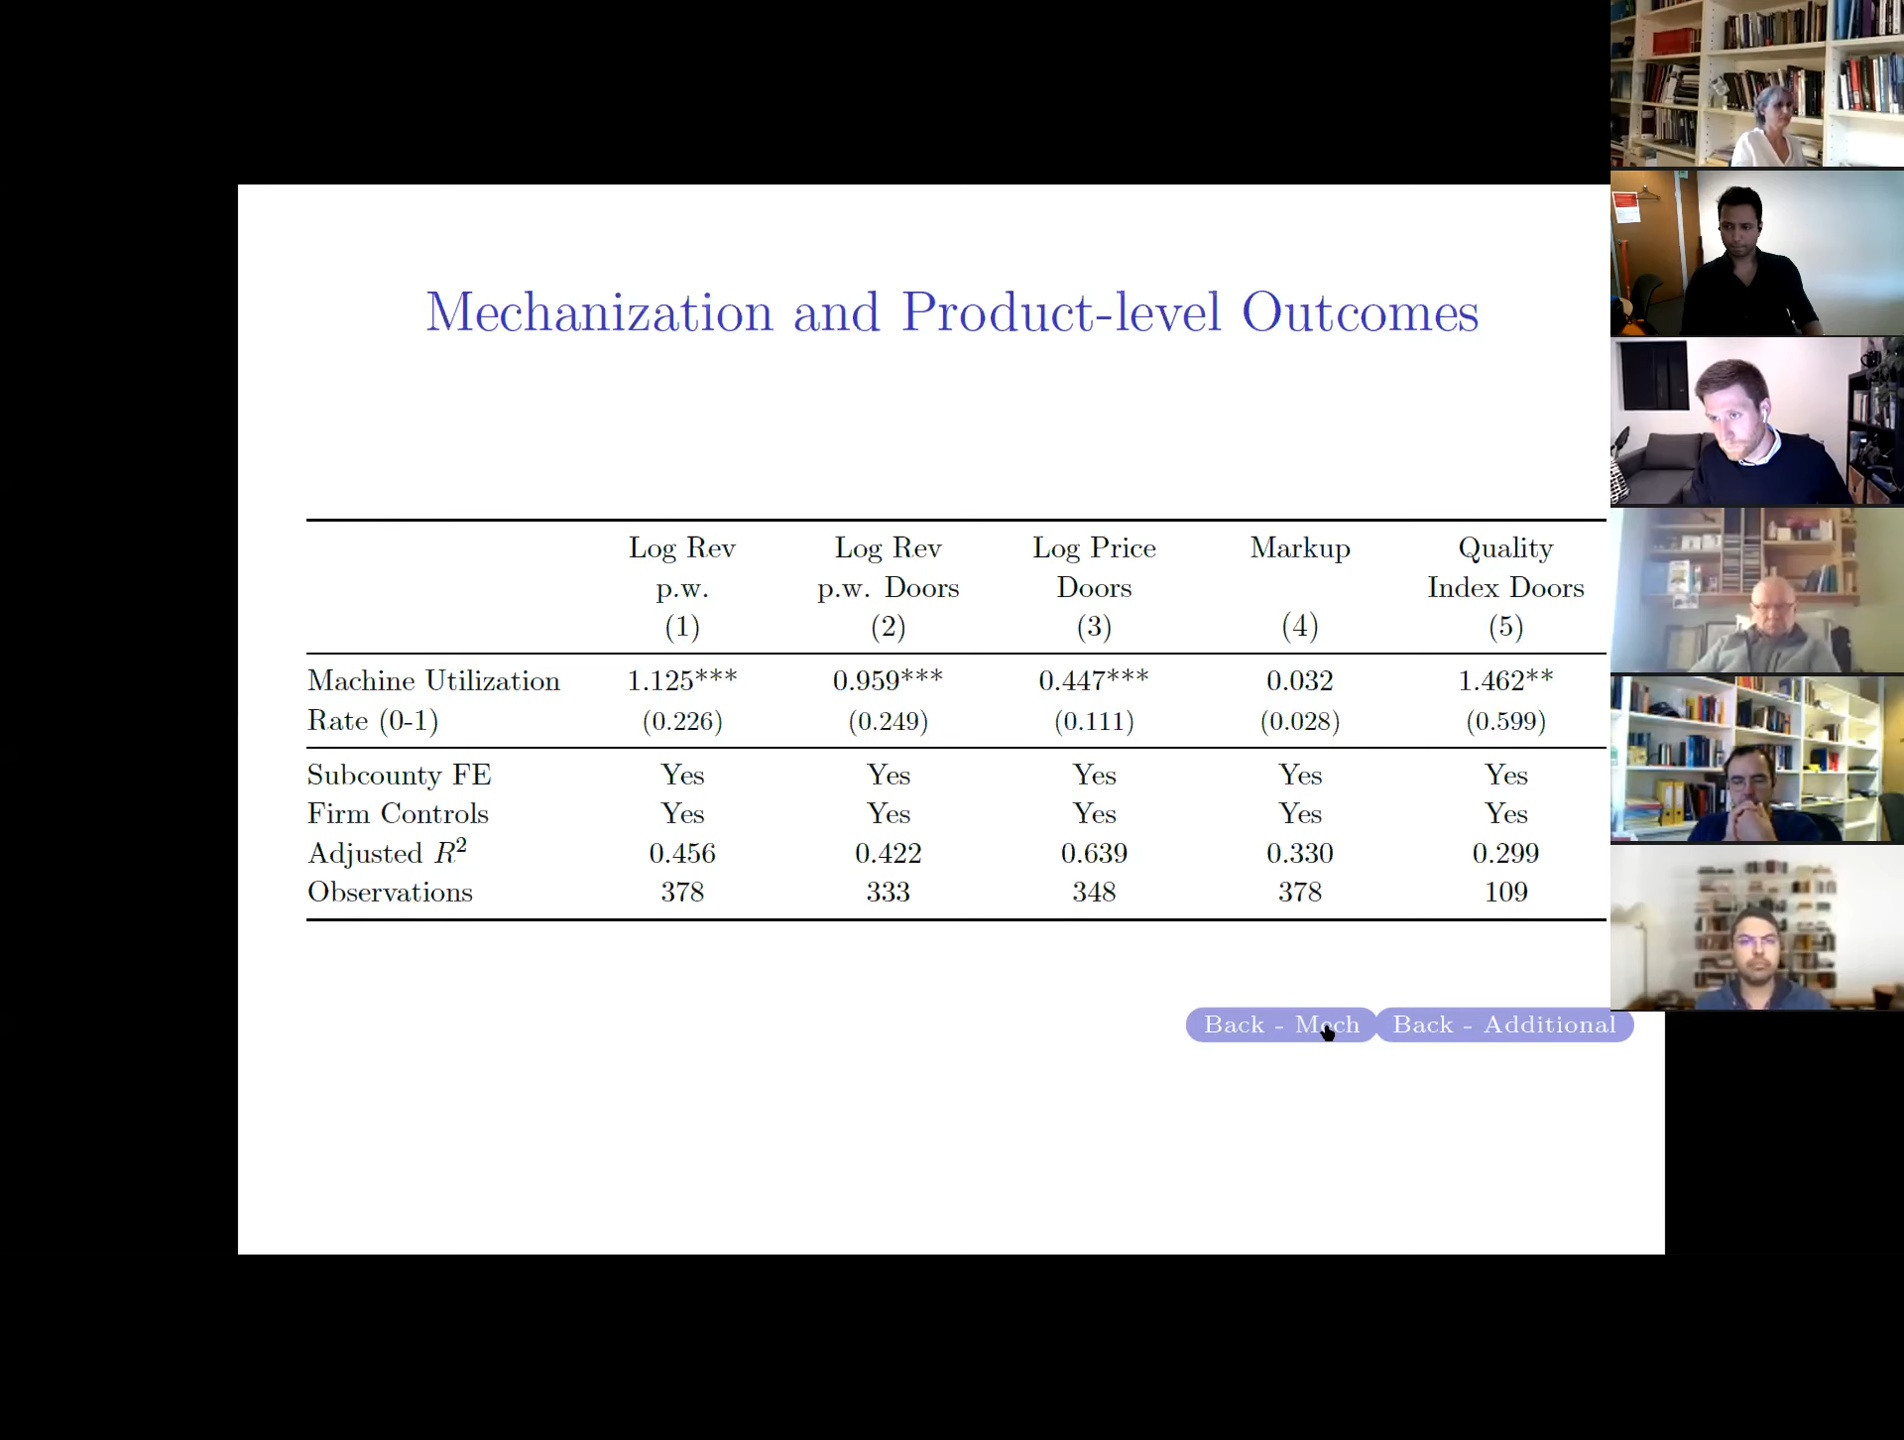 Mechanization and Product-level Outcomes
Log Rev Log Rev Log Price Markup Quality
p.w. p.w. Doors Doors Index Doors
(1) (2) (3) (4) (5)
Machine Utilization 1.125*** 0.959*** 0.447*** 0.032 1.462**
Rate (0-1) (0.226) (0.249) (0.111) (0.028) (0.599)
Subcounty FE Yes Yes Yes Yes Yes
Firm Controls Yes Yes Yes Yes Yes
Adjusted R² 0.456 0.422 0.639 0.330 0.299
Observations 378 333 348 378 109
Back - Mech Back - Additional